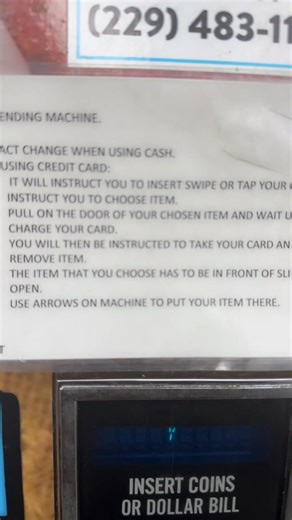 (229) 483-11
ENDING MACHINE.
ACT CHANGE WHEN USING CASH.
USING CREDIT CARD:
IT WILL INSTRUCT YOU TO INSERT SWIPE OR TAP YOUR
INSTRUCT YOU TO CHOOSE ITEM.
PULL ON THE DOOR OF YOUR CHOSEN ITEM AND WAIT U
CHARGE YOUR CARD.
YOU WILL THEN BE INSTRUCTED TO TAKE YOUR CARD AN
REMOVE ITEM.
THE ITEM THAT YOU CHOOSE HAS TO BE IN FRONT OF SLI
OPEN.
USE ARROWS ON MACHINE TO PUT YOUR ITEM THERE.
T
Y
INSERT COINS
OR DOLLAR BILL